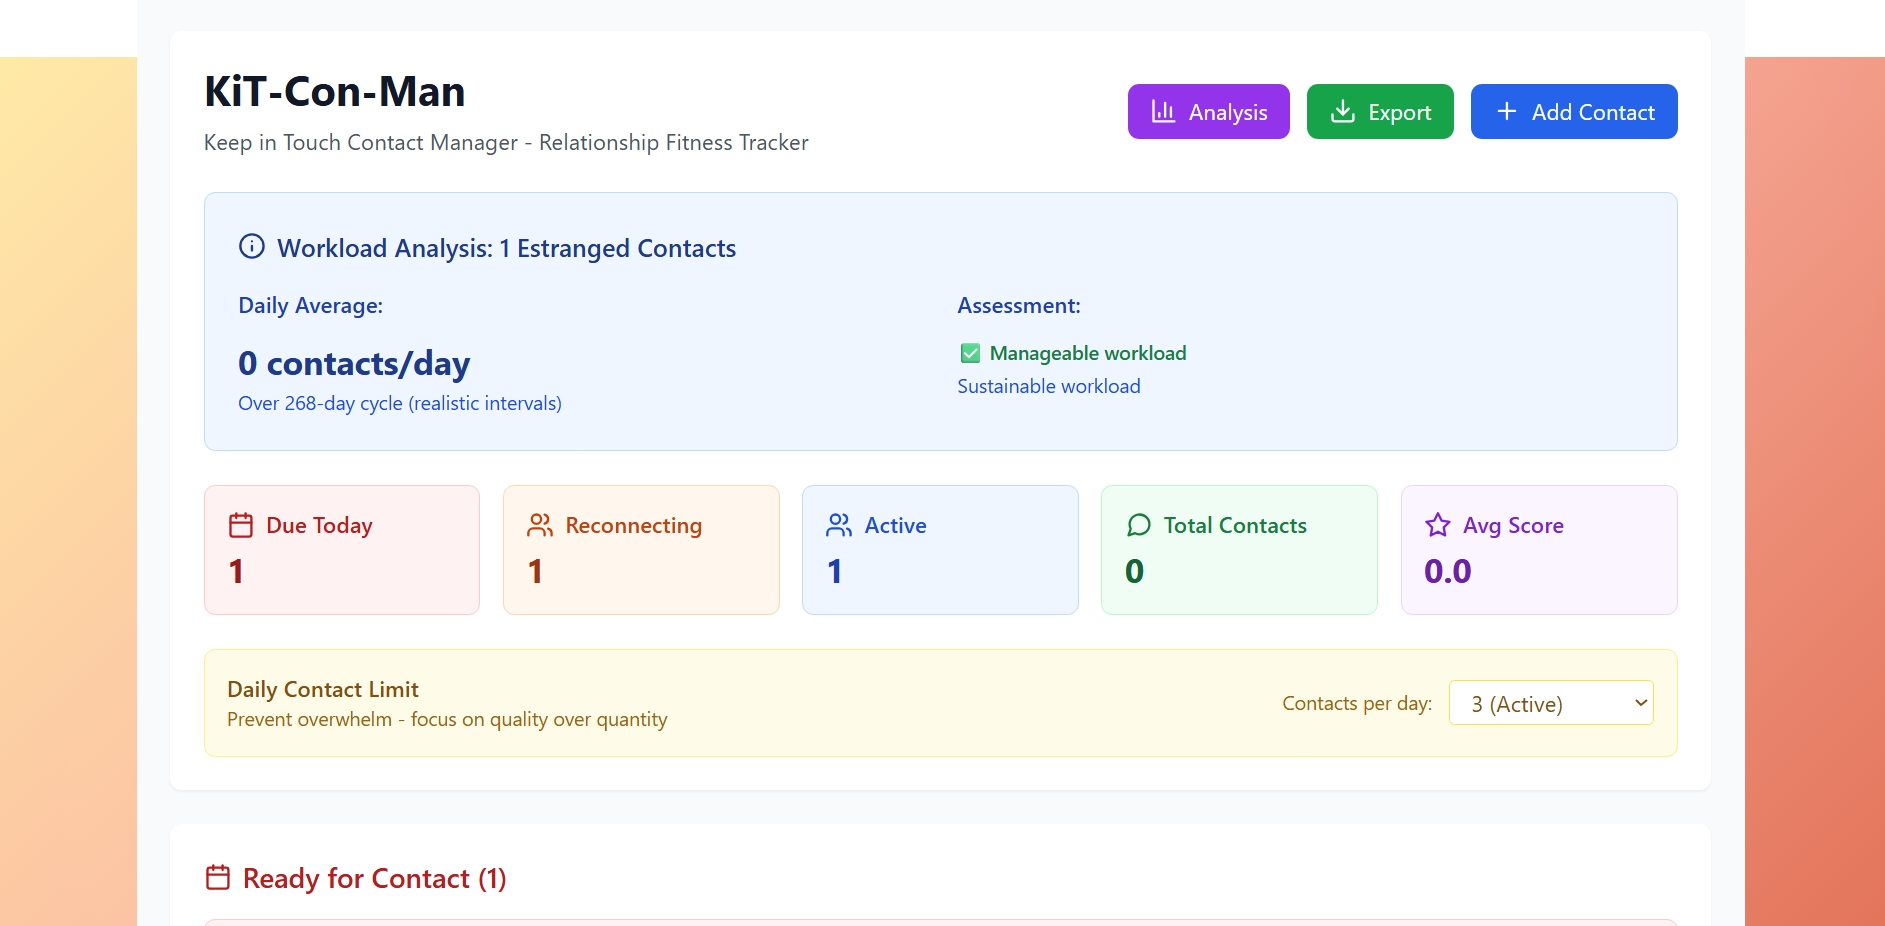 KiT-Con-Man
Keep in Touch Contact Manager - Relationship Fitness Tracker
Analysis
Export
Add Contact
Workload Analysis: 1 Estranged Contacts
Daily Average:
0 contacts/day
Over 268-day cycle (realistic intervals)
Assessment:
✅ Manageable workload
Sustainable workload
Due Today
1
Reconnecting
1
Active
1
Total Contacts
0
Avg Score
0.0
Daily Contact Limit
Prevent overwhelm - focus on quality over quantity
Contacts per day:
3 (Active)
Ready for Contact (1)